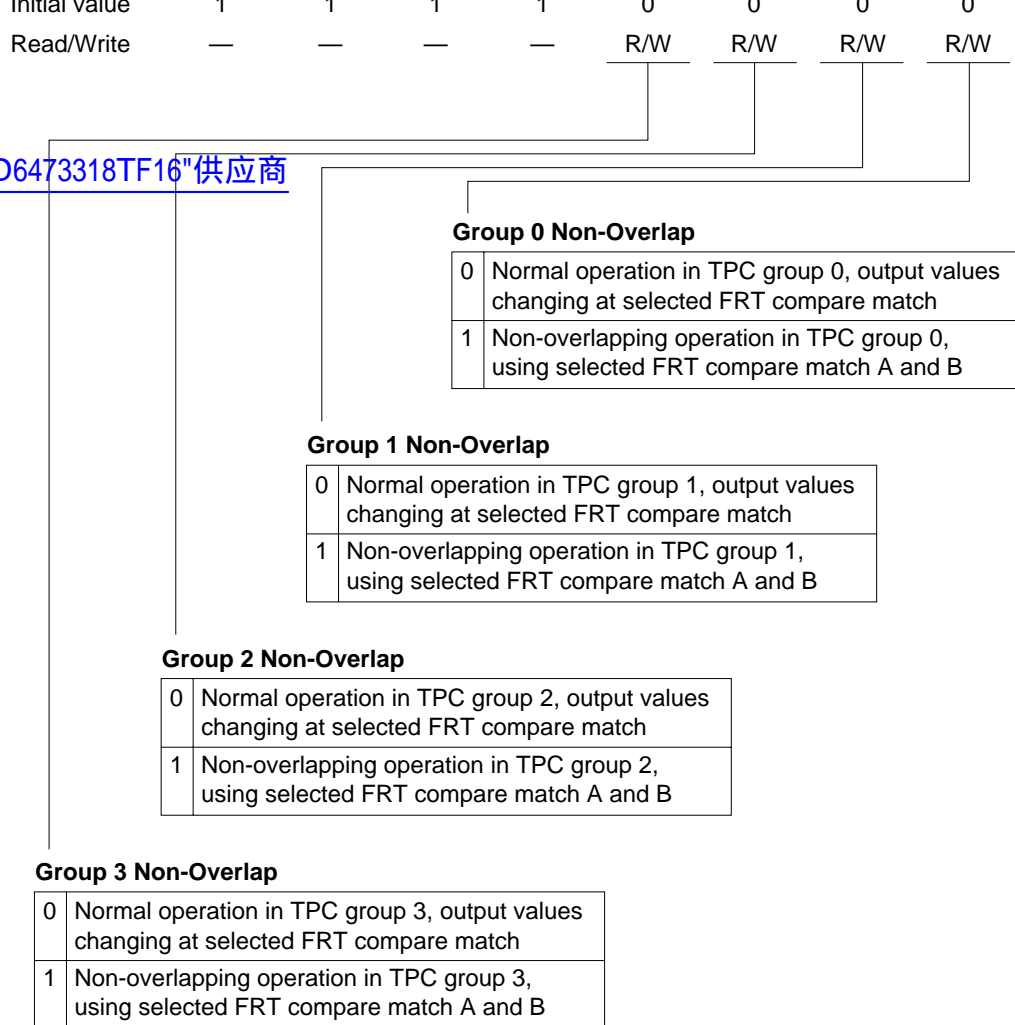 Initial value 1 1 1 1 0 0 0 0
Read/Write — — — — R/W R/W R/W R/W
D6473318TF16"供应商
Group 0 Non-Overlap
0 Normal operation in TPC group 0, output values
changing at selected FRT compare match
1 Non-overlapping operation in TPC group 0,
using selected FRT compare match A and B
Group 1 Non-Overlap
0 Normal operation in TPC group 1, output values
changing at selected FRT compare match
1 Non-overlapping operation in TPC group 1,
using selected FRT compare match A and B
Group 2 Non-Overlap
0 Normal operation in TPC group 2, output values
changing at selected FRT compare match
1 Non-overlapping operation in TPC group 2,
using selected FRT compare match A and B
Group 3 Non-Overlap
0 Normal operation in TPC group 3, output values
changing at selected FRT compare match
1 Non-overlapping operation in TPC group 3,
using selected FRT compare match A and B